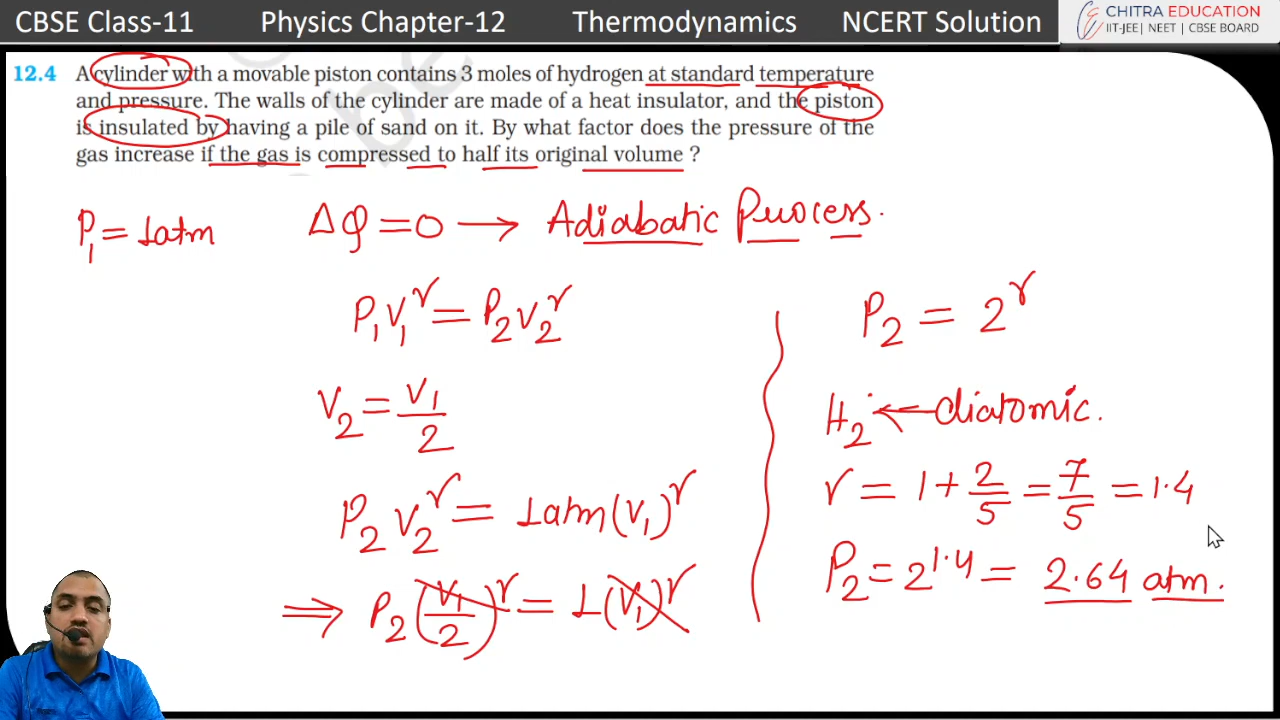 CBSE Class-11 Physics Chapter-12 Thermodynamics NCERT Solution
CHITRA EDUCATION
IIT-JEE| NEET | CBSE BOARD
12.4 A cylinder with a movable piston contains 3 moles of hydrogen at standard temperature
and pressure. The walls of the cylinder are made of a heat insulator, and the piston
is insulated by having a pile of sand on it. By what factor does the pressure of the
gas increase if the gas is compressed to half its original volume ?
P₁ = 1atm
ΔQ = 0 → Adiabatic Process.
P₁V₁^γ = P₂V₂^γ
V₂ = V₁/2
P₂V₂^γ = 1atm(V₁)^γ
⇒ P₂(V₁/2)^γ = 1(V₁)^γ
P₂ = 2^γ
H₂ ← diatomic.
γ = 1 + 2/5 = 7/5 = 1.4
P₂ = 2^1.4 = 2.64 atm.